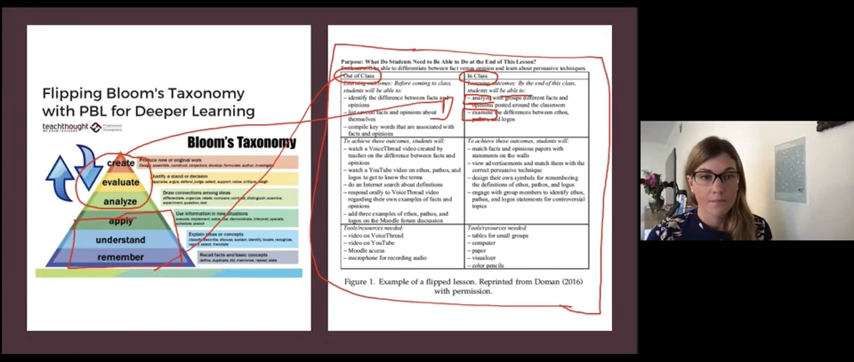 Flipping Bloom's Taxonomy
with PBL for Deeper Learning
teachthought
Bloom's Taxonomy
create
Produce new or original work
evaluate
Justify a stand or decision
analyze
Draw connections among ideas
apply
Use information in new situations
understand
Explain ideas or concepts
remember
Recall facts and basic concepts
Purpose: What Do Students Need to Be Able to Do at the End of This Lesson?
be able to differentiate between fact versus opinion and learn about persuasive techniques.
Out of Class
Learning outcomes: Before coming to class,
students will be able to:
– identify the difference between facts and
opinions
– list various facts and opinions about
themselves
– compile key words that are associated with
facts and opinions
To achieve these outcomes, students will:
– watch a VoiceThread video created by
teacher on the difference between facts and
opinions
– watch a YouTube video on ethos, pathos, and
logos to get to know the terms
– do an Internet search about definitions
– respond orally to VoiceThread video
regarding their own examples of facts and
opinions
– add three examples of ethos, pathos, and
logos on the Moodle forum discussion
Tools/resources needed:
– video on VoiceThread
– video on YouTube
– Moodle access
– microphone for recording audio
In Class
Learning outcomes: By the end of this class,
students will be able to:
– analyze with groups different facts and
opinions posted around the classroom
– examine the differences between ethos,
pathos, and logos
To achieve these outcomes, students will:
– match facts and opinions papers with
statements on the walls
– view advertisements and match them with the
correct persuasive technique
– design their own symbols for remembering
the definitions of ethos, pathos, and logos
– engage with group members to identify ethos,
pathos, and logos statements for controversial
topics
Tools/resources needed:
– tables for small groups
– computer
– paper
– visualizer
– color pencils
Figure 1. Example of a flipped lesson. Reprinted from Doman (2016)
with permission.